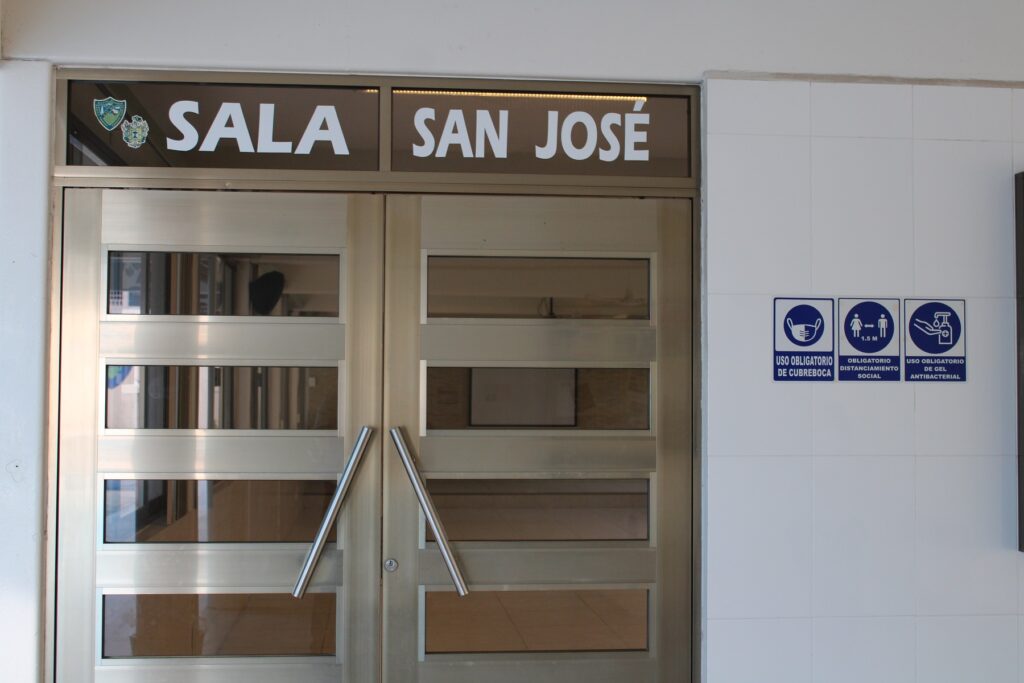 SALA SAN JOSÉ
USO OBLIGATORIO
DE CUBREBOCA
1.5 M
OBLIGATORIO
DISTANCIAMIENTO
SOCIAL
USO OBLIGATORIO
DE GEL
ANTIBACTERIAL